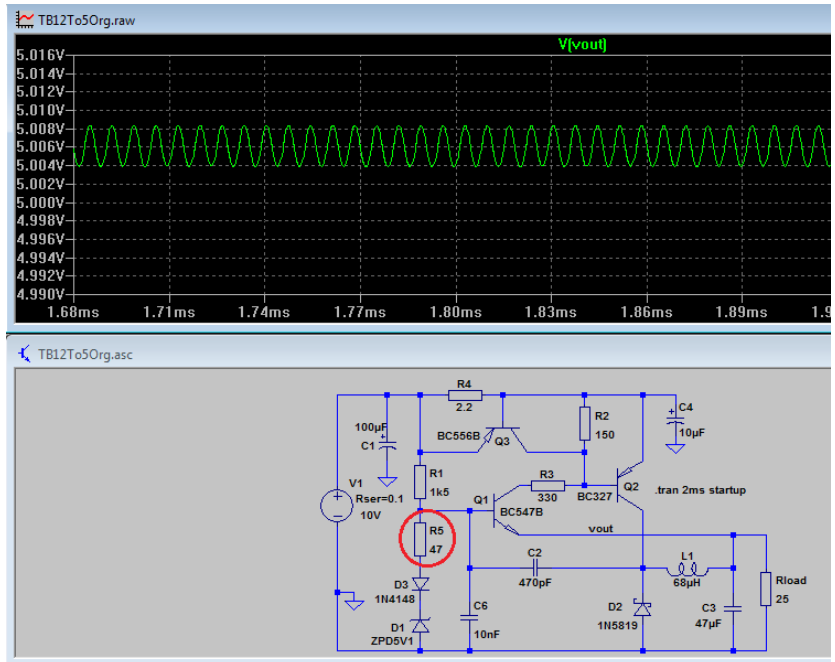 TB12To5Org.raw
V(vout)
5.016V
5.014V
5.012V
5.010V
5.008V
5.006V
5.004V
5.002V
5.000V
4.998V
4.996V
4.994V
4.992V
4.990V
1.68ms 1.71ms 1.74ms 1.77ms 1.80ms 1.83ms 1.86ms 1.89ms 1.9
TB12To5Org.asc
R4
2.2
C4
10µF
R2
150
100µF
C1
BC556B
Q3
R1
1k5
V1
Rser=0.1
10V
Q1
BC547B
R3
330
BC327
Q2
.tran 2ms startup
R5
47
vout
C2
470pF
L1
68µH
Rload
25
D3
1N4148
D1
ZPD5V1
C6
10nF
D2
1N5819
C3
47µF